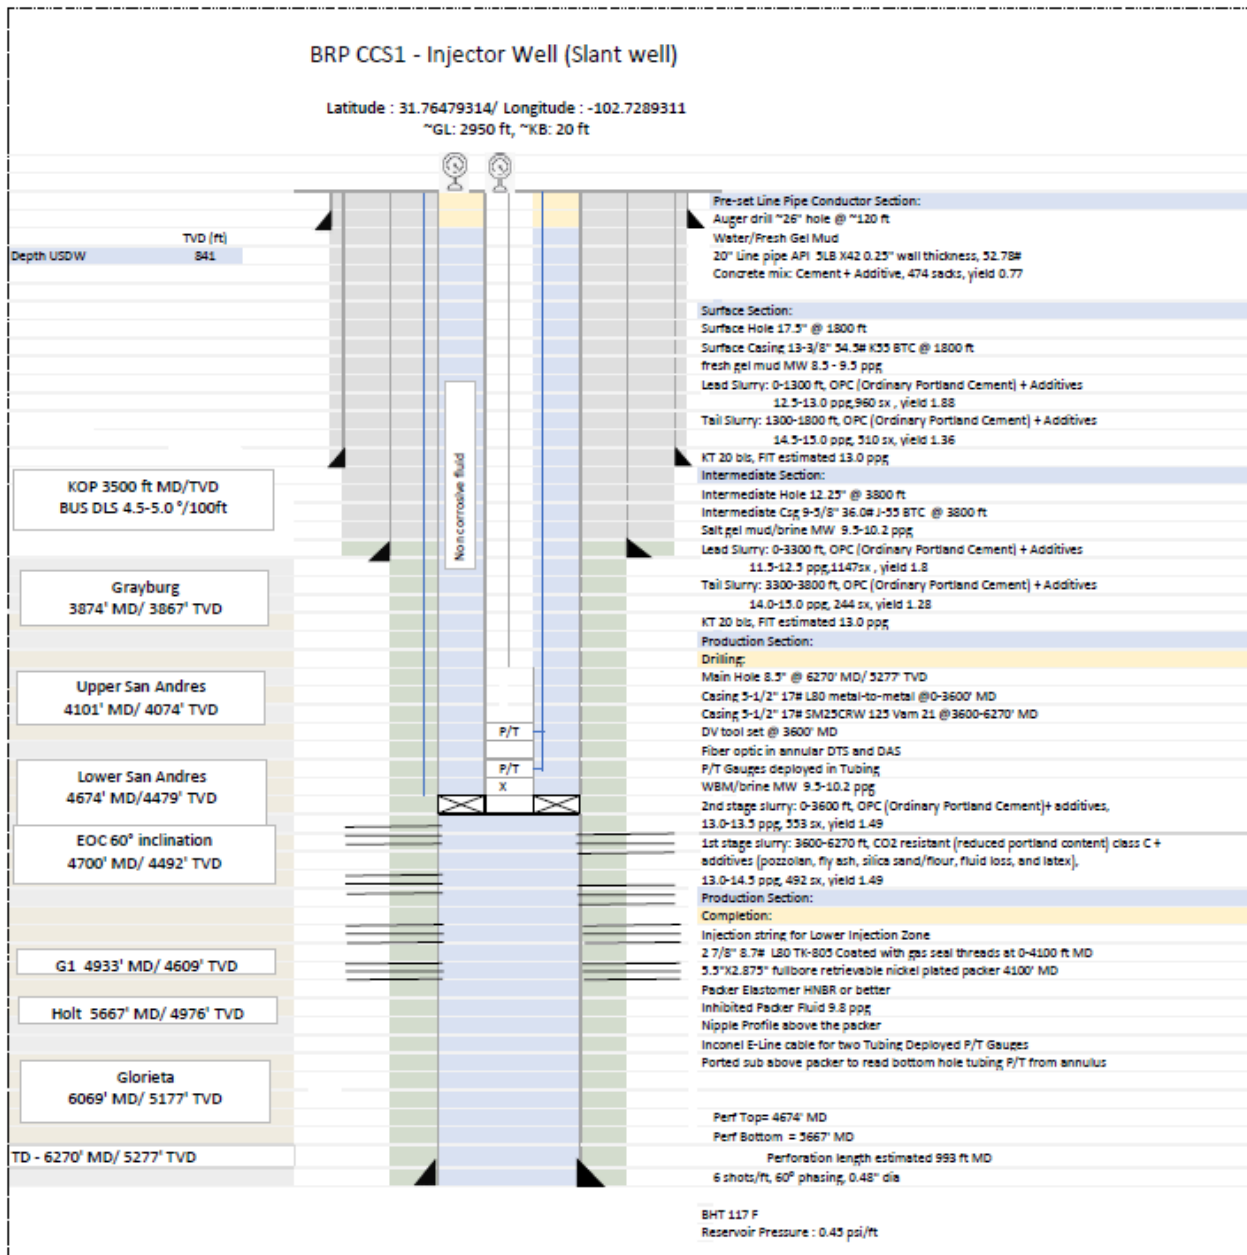 BRP CCS1 - Injector Well (Slant well)
Latitude : 31.76479314/ Longitude : -102.7289311
~GL: 2950 ft, ~KB: 20 ft
TVD (ft)
Depth USDW 841
KOP 3500 ft MD/TVD
BUS DLS 4.5-5.0 °/100ft
Grayburg
3874' MD/ 3867' TVD
Upper San Andres
4101' MD/ 4074' TVD
Lower San Andres
4674' MD/4479' TVD
EOC 60° inclination
4700' MD/ 4492' TVD
G1 4933' MD/ 4609' TVD
Holt 5667' MD/ 4976' TVD
Glorieta
6069' MD/ 5177' TVD
TD - 6270' MD/ 5277' TVD
Noncorrosive fluid
P/T
P/T
X
Pre-set Line Pipe Conductor Section:
Auger drill ~26" hole @ ~120 ft
Water/Fresh Gel Mud
20" Line pipe API 5LB X42 0.25" wall thickness, 52.78#
Concrete mix: Cement + Additive, 474 sacks, yield 0.77
Surface Section:
Surface Hole 17.5" @ 1800 ft
Surface Casing 13-3/8" 54.5# K55 BTC @ 1800 ft
fresh gel mud MW 8.5 - 9.5 ppg
Lead Slurry: 0-1300 ft, OPC (Ordinary Portland Cement) + Additives
12.5-13.0 ppg,960 sx , yield 1.88
Tail Slurry: 1300-1800 ft, OPC (Ordinary Portland Cement) + Additives
14.5-15.0 ppg, 510 sx, yield 1.36
KT 20 bls, FIT estimated 13.0 ppg
Intermediate Section:
Intermediate Hole 12.25" @ 3800 ft
Intermediate Csg 9-5/8" 36.0# J-55 BTC @ 3800 ft
Salt gel mud/brine MW 9.5-10.2 ppg
Lead Slurry: 0-3300 ft, OPC (Ordinary Portland Cement) + Additives
11.5-12.5 ppg,1147sx , yield 1.8
Tail Slurry: 3300-3800 ft, OPC (Ordinary Portland Cement) + Additives
14.0-15.0 ppg, 244 sx, yield 1.28
KT 20 bls, FIT estimated 13.0 ppg
Production Section:
Drilling:
Main Hole 8.5" @ 6270' MD/ 5277' TVD
Casing 5-1/2" 17# L80 metal-to-metal @0-3600' MD
Casing 5-1/2" 17# SM25CRW 125 Vam 21 @3600-6270' MD
DV tool set @ 3600' MD
Fiber optic in annular DTS and DAS
P/T Gauges deployed in Tubing
WBM/brine MW 9.5-10.2 ppg
2nd stage slurry: 0-3600 ft, OPC (Ordinary Portland Cement)+ additives,
13.0-13.5 ppg, 553 sx, yield 1.49
1st stage slurry: 3600-6270 ft, CO2 resistant (reduced portland content) class C +
additives (pozzolan, fly ash, silica sand/flour, fluid loss, and latex),
13.0-14.5 ppg, 492 sx, yield 1.49
Production Section:
Completion:
Injection string for Lower Injection Zone
2 7/8" 8.7# L80 TK-805 Coated with gas seal threads at 0-4100 ft MD
5.5"X2.875" fullbore retrievable nickel plated packer 4100' MD
Packer Elastomer HNBR or better
Inhibited Packer Fluid 9.8 ppg
Nipple Profile above the packer
Inconel E-Line cable for two Tubing Deployed P/T Gauges
Ported sub above packer to read bottom hole tubing P/T from annulus
Perf Top= 4674' MD
Perf Bottom = 5667' MD
Perforation length estimated 993 ft MD
6 shots/ft, 60° phasing, 0.48" dia
BHT 117 F
Reservoir Pressure : 0.45 psi/ft